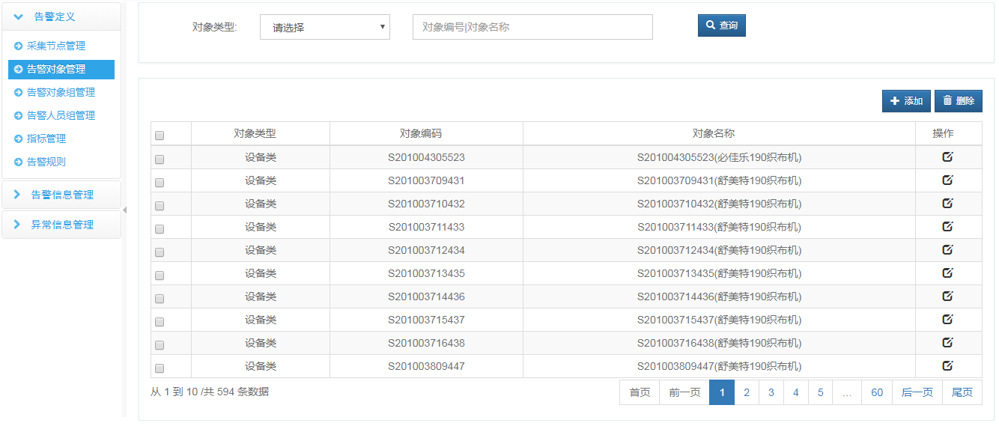 告警定义
采集节点管理
告警对象管理
告警对象组管理
告警人员组管理
指标管理
告警规则
告警信息管理
异常信息管理
对象类型: 请选择 对象编号|对象名称 查询
添加 删除
对象类型 对象编码 对象名称 操作
设备类 S201004305523 S201004305523(必佳乐190织布机)
设备类 S201003709431 S201003709431(舒美特190织布机)
设备类 S201003710432 S201003710432(舒美特190织布机)
设备类 S201003711433 S201003711433(舒美特190织布机)
设备类 S201003712434 S201003712434(舒美特190织布机)
设备类 S201003713435 S201003713435(舒美特190织布机)
设备类 S201003714436 S201003714436(舒美特190织布机)
设备类 S201003715437 S201003715437(舒美特190织布机)
设备类 S201003716438 S201003716438(舒美特190织布机)
设备类 S201003809447 S201003809447(舒美特190织布机)
从 1 到 10 /共 594 条数据 首页 前一页 1 2 3 4 5 … 60 后一页 尾页